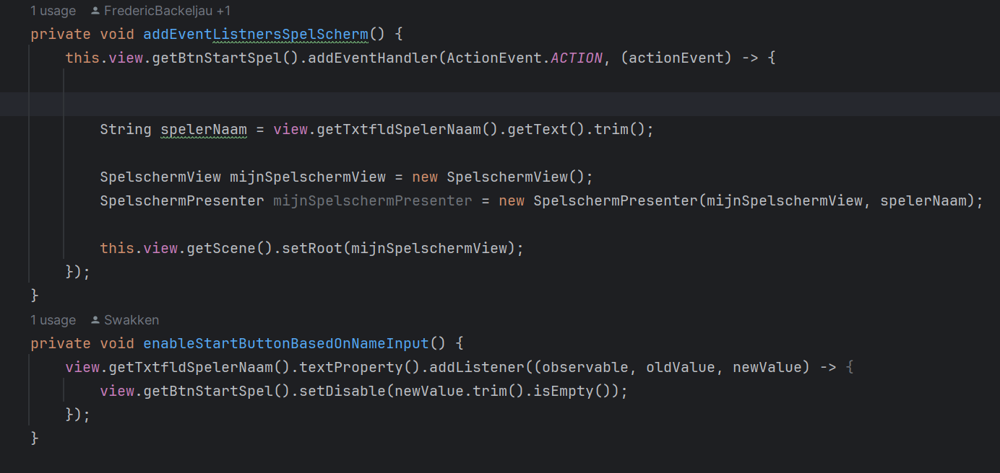 1 usage FredericBackeljau +1
private void addEventListnersSpelScherm() {
this.view.getBtnStartSpel().addEventHandler(ActionEvent.ACTION, (actionEvent) -> {
String spelerNaam = view.getTxtfldSpelerNaam().getText().trim();
SpelschermView mijnSpelschermView = new SpelschermView();
SpelschermPresenter mijnSpelschermPresenter = new SpelschermPresenter(mijnSpelschermView, spelerNaam);
this.view.getScene().setRoot(mijnSpelschermView);
});
}
1 usage Swakken
private void enableStartButtonBasedOnNameInput() {
view.getTxtfldSpelerNaam().textProperty().addListener((observable, oldValue, newValue) -> {
view.getBtnStartSpel().setDisable(newValue.trim().isEmpty());
});
}